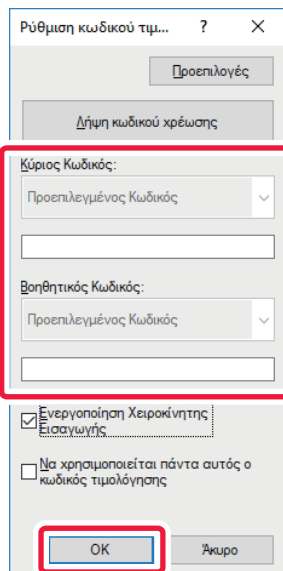 Ρύθμιση κωδικού τιμ... ?
Προεπιλογές
Λήψη κωδικού χρέωσης
Κύριος Κωδικός:
Προεπιλεγμένος Κωδικός
Βοηθητικός Κωδικός:
Προεπιλεγμένος Κωδικός
Ενεργοποίηση Χειροκίνητης
Εισαγωγής
Να χρησιμοποιείται πάντα αυτός ο
κωδικός τιμολόγησης
OK Άκυρο